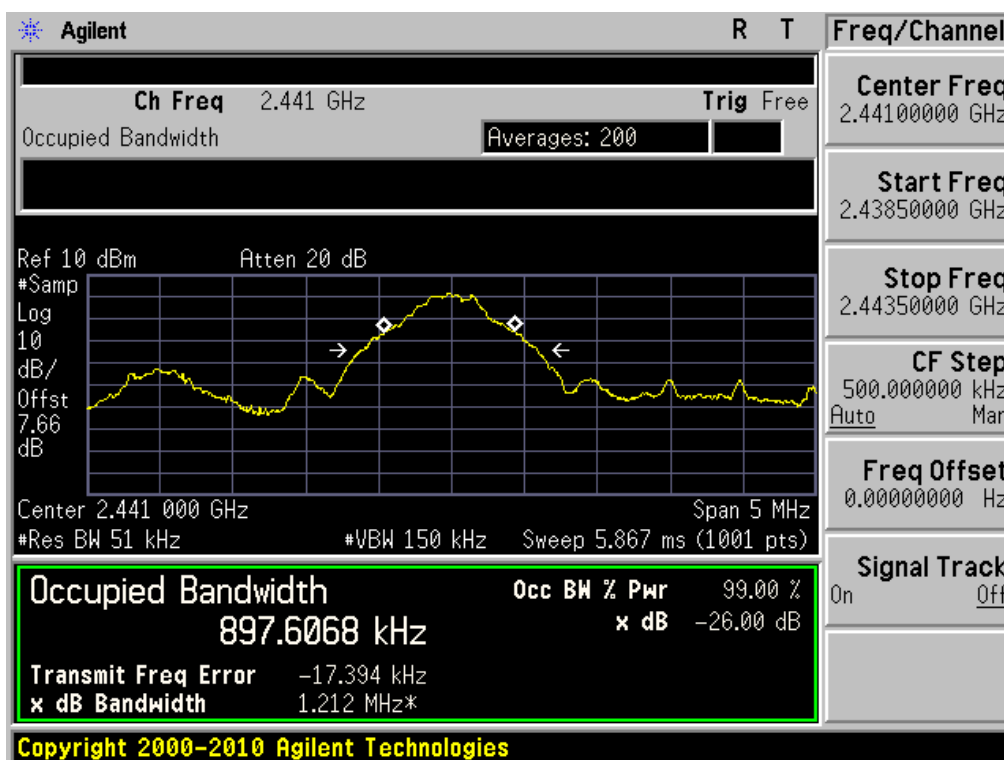 Agilent R T
Ch Freq 2.441 GHz Trig Free
Occupied Bandwidth Averages: 200
Ref 10 dBm Atten 20 dB
#Samp
Log
10
dB/
Offst
7.66
dB
Center 2.441 000 GHz Span 5 MHz
#Res BW 51 kHz #VBW 150 kHz Sweep 5.867 ms (1001 pts)
Occupied Bandwidth Occ BW % Pwr 99.00 %
897.6068 kHz x dB -26.00 dB
Transmit Freq Error -17.394 kHz
x dB Bandwidth 1.212 MHz*
Copyright 2000-2010 Agilent Technologies
Freq/Channel
Center Freq
2.44100000 GHz
Start Freq
2.43850000 GHz
Stop Freq
2.44350000 GHz
CF Step
500.000000 kHz
Auto Man
Freq Offset
0.00000000 Hz
Signal Track
On Off